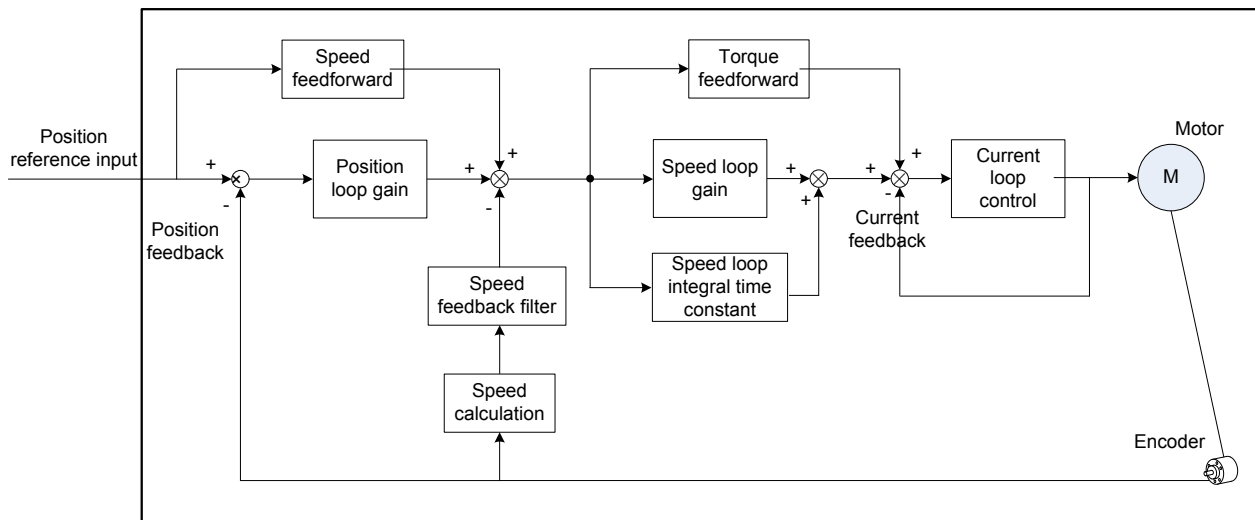 Speed
feedforward
Torque
feedforward
Position
reference input
Motor
+
+
+
Position
loop gain
+
Speed loop
gain
+
+
Current
loop
control
M
-
-
+
-
Position
feedback
Current
feedback
Speed
feedback filter
Speed loop
integral time
constant
Speed
calculation
Encoder